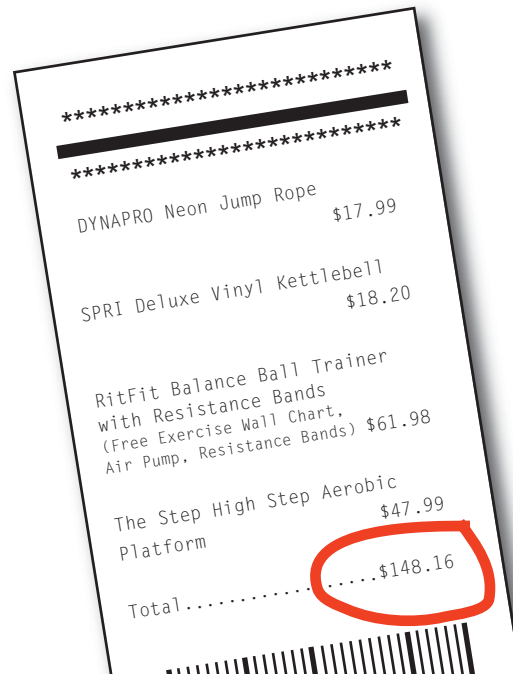 **************************
**************************
DYNAPRO Neon Jump Rope
$17.99
SPRI Deluxe Vinyl Kettlebell
$18.20
RitFit Balance Ball Trainer
with Resistance Bands
(Free Exercise Wall Chart,
Air Pump, Resistance Bands) $61.98
The Step High Step Aerobic
Platform $47.99
Total..................$148.16